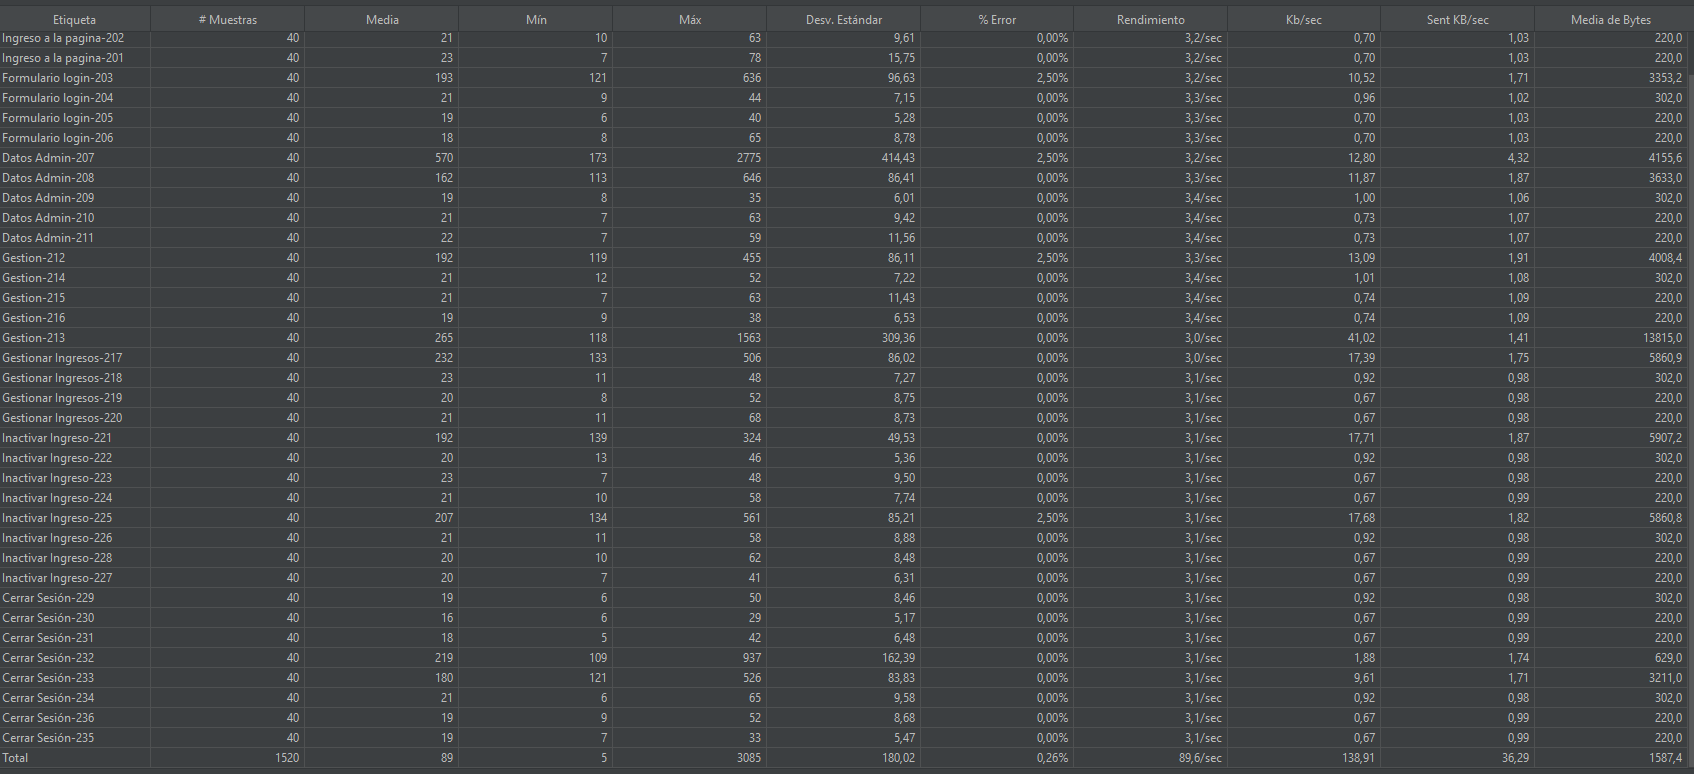 Etiqueta # Muestras Media Mín Máx Desv. Estándar % Error Rendimiento Kb/sec Sent KB/sec Media de Bytes
Ingreso a la pagina-202 40 21 10 63 9,61 0,00% 3,2/sec 0,70 1,03 220,0
Ingreso a la pagina-201 40 23 7 78 15,75 0,00% 3,2/sec 0,70 1,03 220,0
Formulario login-203 40 193 121 636 96,63 2,50% 3,2/sec 10,52 1,71 3353,2
Formulario login-204 40 21 9 44 7,15 0,00% 3,3/sec 0,96 1,02 302,0
Formulario login-205 40 19 6 40 5,28 0,00% 3,3/sec 0,70 1,03 220,0
Formulario login-206 40 18 8 65 8,78 0,00% 3,3/sec 0,70 1,03 220,0
Datos Admin-207 40 570 173 2775 414,43 2,50% 3,2/sec 12,80 4,32 4155,6
Datos Admin-208 40 162 113 646 86,41 0,00% 3,3/sec 11,87 1,87 3633,0
Datos Admin-209 40 19 8 35 6,01 0,00% 3,4/sec 1,00 1,06 302,0
Datos Admin-210 40 21 7 63 9,42 0,00% 3,4/sec 0,73 1,07 220,0
Datos Admin-211 40 22 7 59 11,56 0,00% 3,4/sec 0,73 1,07 220,0
Gestion-212 40 192 119 455 86,11 2,50% 3,3/sec 13,09 1,91 4008,4
Gestion-214 40 21 12 52 7,22 0,00% 3,4/sec 1,01 1,08 302,0
Gestion-215 40 21 7 63 11,43 0,00% 3,4/sec 0,74 1,09 220,0
Gestion-216 40 19 9 38 6,53 0,00% 3,4/sec 0,74 1,09 220,0
Gestion-213 40 265 118 1563 309,36 0,00% 3,0/sec 41,02 1,41 13815,0
Gestionar Ingresos-217 40 232 133 506 86,02 0,00% 3,0/sec 17,39 1,75 5860,9
Gestionar Ingresos-218 40 23 11 48 7,27 0,00% 3,1/sec 0,92 0,98 302,0
Gestionar Ingresos-219 40 20 8 52 8,75 0,00% 3,1/sec 0,67 0,98 220,0
Gestionar Ingresos-220 40 21 11 68 8,73 0,00% 3,1/sec 0,67 0,98 220,0
Inactivar Ingreso-221 40 192 139 324 49,53 0,00% 3,1/sec 17,71 1,87 5907,2
Inactivar Ingreso-222 40 20 13 46 5,36 0,00% 3,1/sec 0,92 0,98 302,0
Inactivar Ingreso-223 40 23 7 48 9,50 0,00% 3,1/sec 0,67 0,98 220,0
Inactivar Ingreso-224 40 21 10 58 7,74 0,00% 3,1/sec 0,67 0,99 220,0
Inactivar Ingreso-225 40 207 134 561 85,21 2,50% 3,1/sec 17,68 1,82 5860,8
Inactivar Ingreso-226 40 21 11 58 8,88 0,00% 3,1/sec 0,92 0,98 302,0
Inactivar Ingreso-228 40 20 10 62 8,48 0,00% 3,1/sec 0,67 0,99 220,0
Inactivar Ingreso-227 40 20 7 41 6,31 0,00% 3,1/sec 0,67 0,99 220,0
Cerrar Sesión-229 40 19 6 50 8,46 0,00% 3,1/sec 0,92 0,98 302,0
Cerrar Sesión-230 40 16 6 29 5,17 0,00% 3,1/sec 0,67 0,99 220,0
Cerrar Sesión-231 40 18 5 42 6,48 0,00% 3,1/sec 0,67 0,99 220,0
Cerrar Sesión-232 40 219 109 937 162,39 0,00% 3,1/sec 1,88 1,74 629,0
Cerrar Sesión-233 40 180 121 526 83,83 0,00% 3,1/sec 9,61 1,71 3211,0
Cerrar Sesión-234 40 21 6 65 9,58 0,00% 3,1/sec 0,92 0,98 302,0
Cerrar Sesión-236 40 19 9 52 8,68 0,00% 3,1/sec 0,67 0,99 220,0
Cerrar Sesión-235 40 19 7 33 5,47 0,00% 3,1/sec 0,67 0,99 220,0
Total 1520 89 5 3085 180,02 0,26% 89,6/sec 138,91 36,29 1587,4